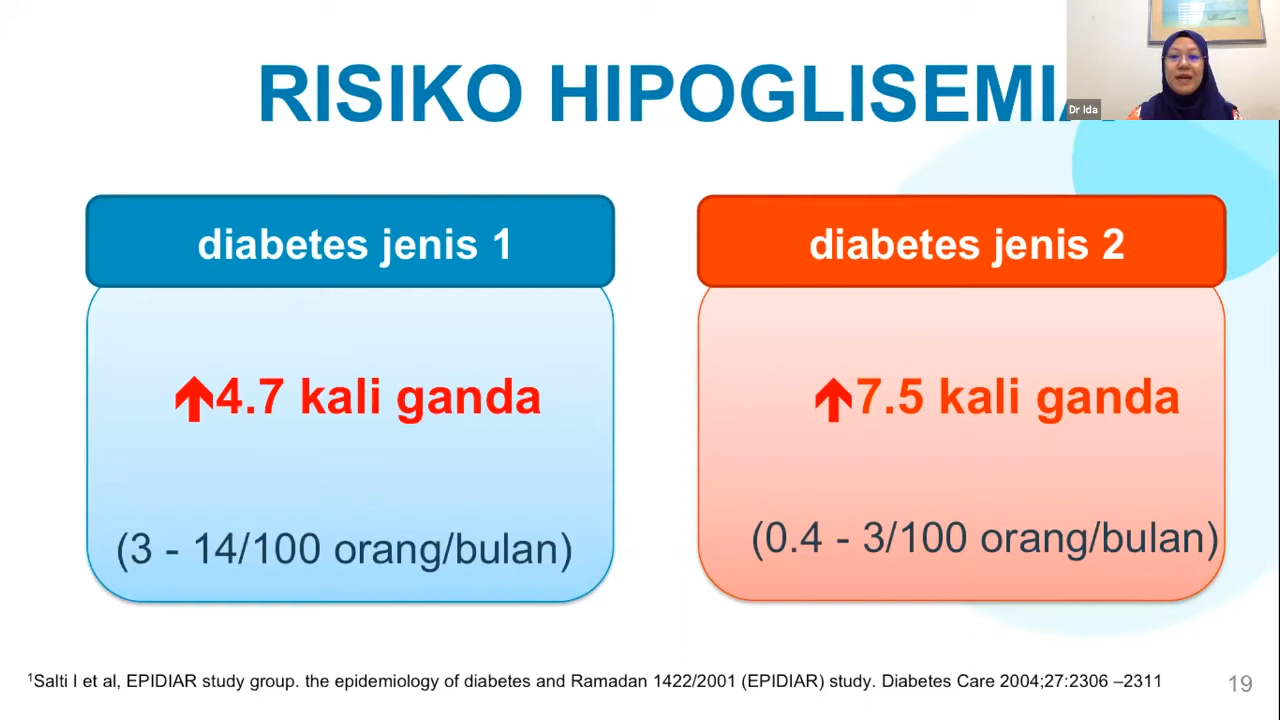 RISIKO HIPOGLISEMIA
Dr Ida
diabetes jenis 1
diabetes jenis 2
4.7 kali ganda
7.5 kali ganda
(3 - 14/100 orang/bulan)
(0.4 - 3/100 orang/bulan)
¹Salti I et al, EPIDIAR study group. the epidemiology of diabetes and Ramadan 1422/2001 (EPIDIAR) study. Diabetes Care 2004;27:2306 –2311
19